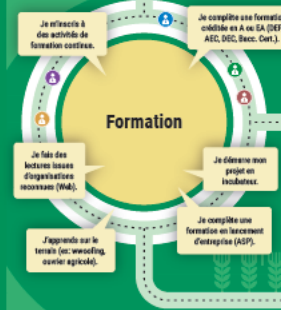 Je m'inscris à
des activités de
formation continue.
Je complète une formation
créditée en A ou EA (DEP,
AEC, DEC, Bacc. Cert.).
Formation
Je fais des
lectures issues
d'organisations
reconnues (Web).
Je démarre mon
projet en
incubateur.
J'apprends sur le
terrain (ex: wwoofing,
ouvrier agricole).
Je complète une
formation en lancement
d'entreprise (ASP).